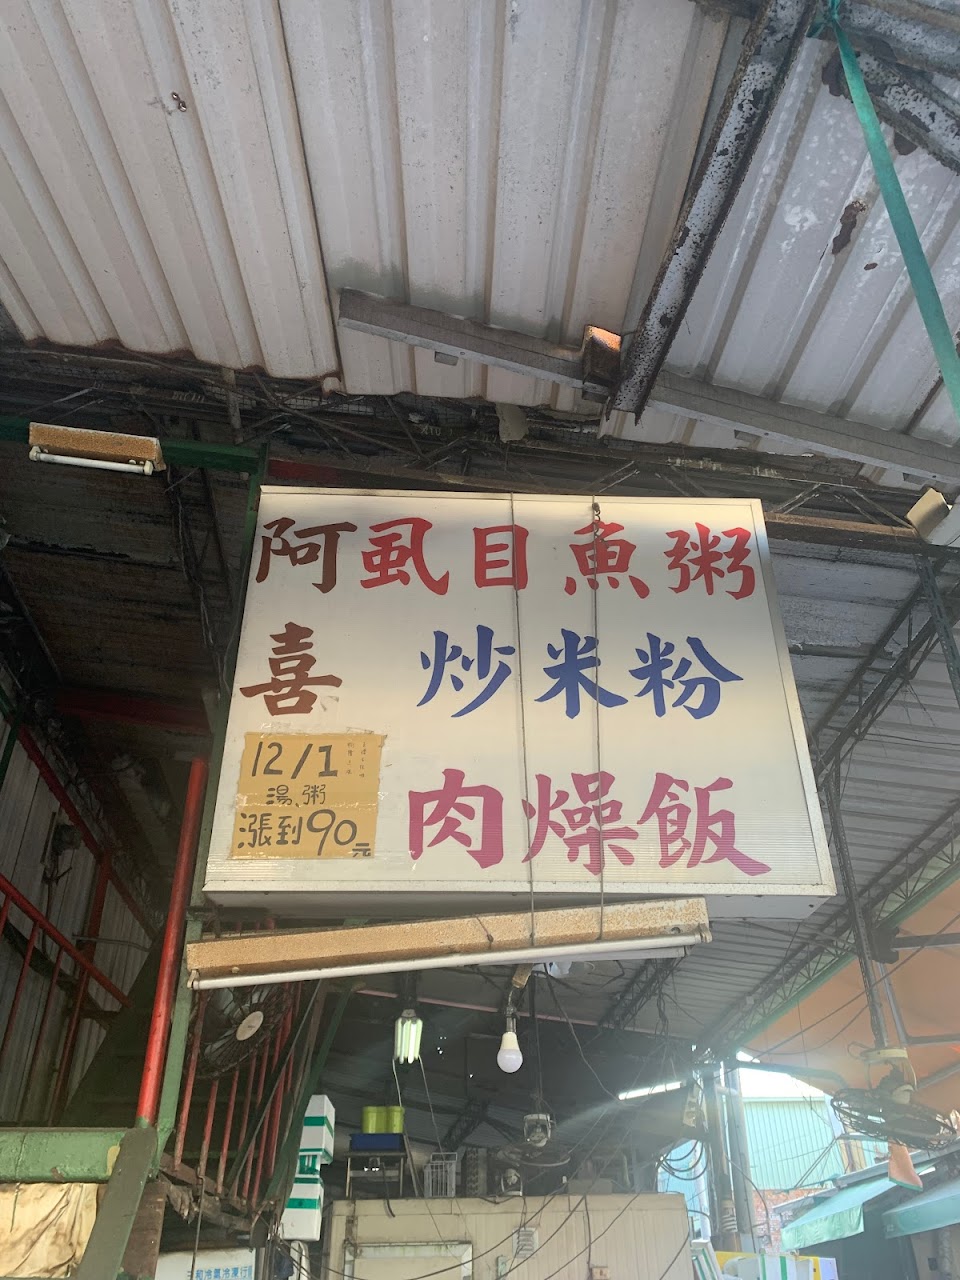 阿喜
虱目魚粥
炒米粉
肉燥飯
12/1
湯、粥
漲到90元